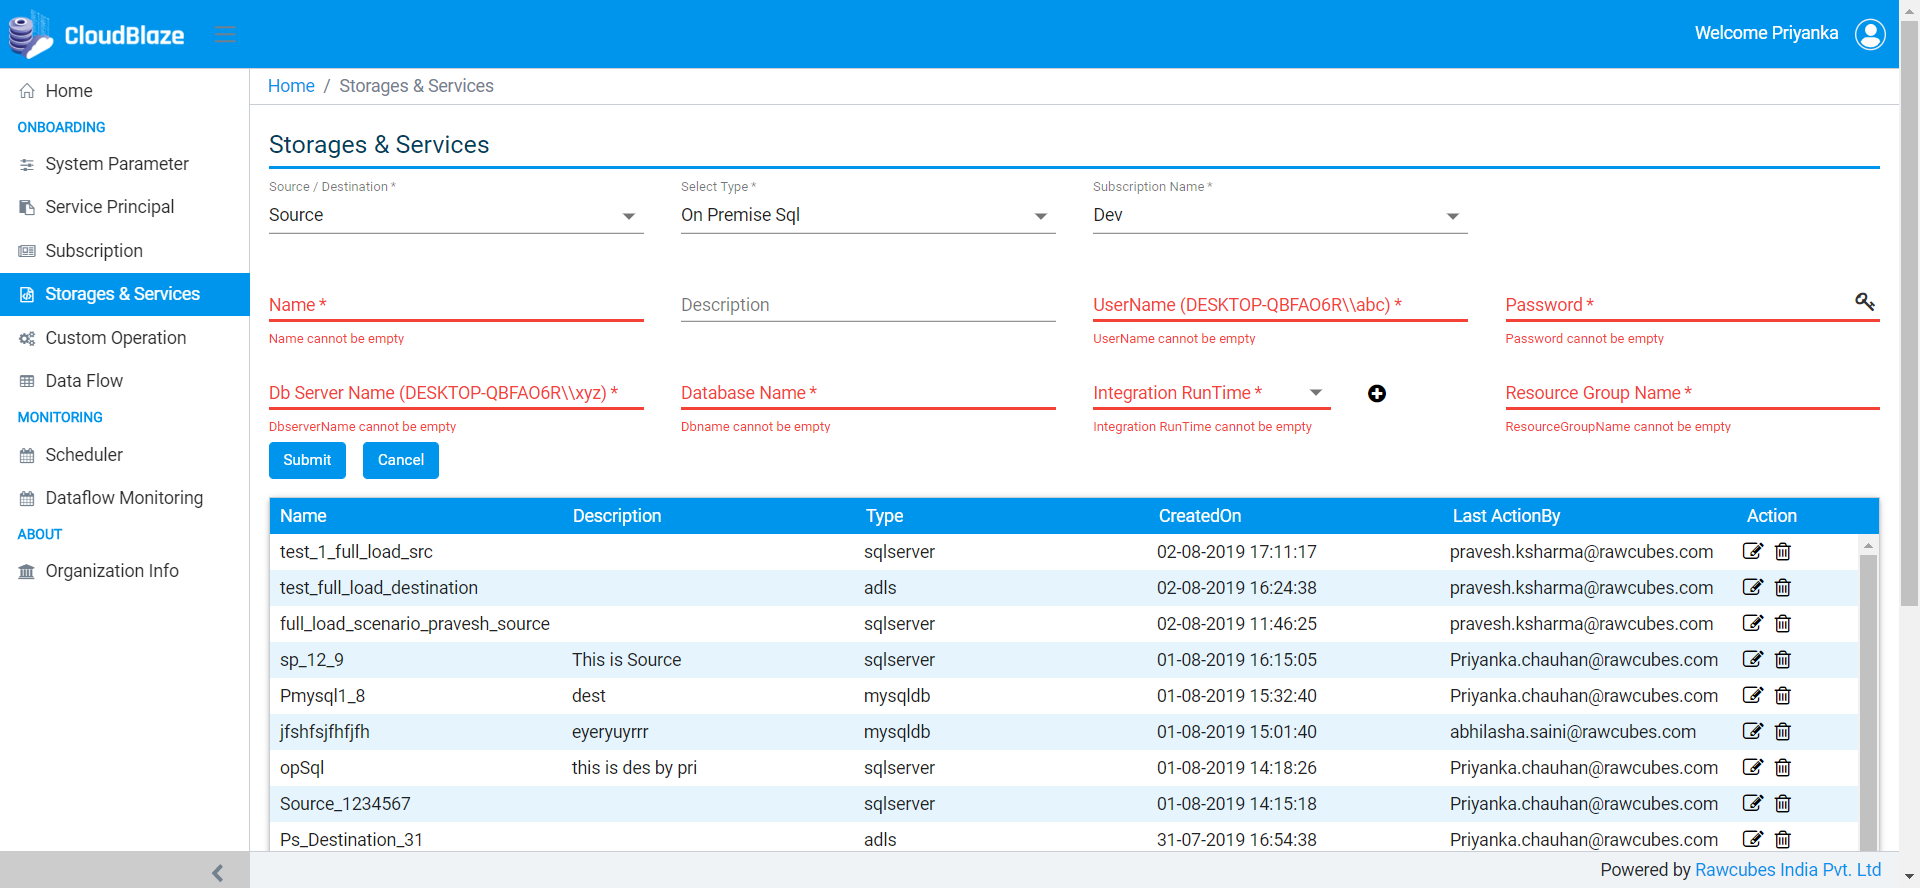 CloudBlaze
Welcome Priyanka
Home
ONBOARDING
System Parameter
Service Principal
Subscription
Storages & Services
Custom Operation
Data Flow
MONITORING
Scheduler
Dataflow Monitoring
ABOUT
Organization Info
Home / Storages & Services
Storages & Services
Source / Destination * Select Type * Subscription Name *
Source On Premise Sql Dev
Name * Description UserName (DESKTOP-QBFAO6R\\abc) * Password *
Name cannot be empty UserName cannot be empty Password cannot be empty
Db Server Name (DESKTOP-QBFAO6R\\xyz) * Database Name * Integration RunTime * Resource Group Name *
DbserverName cannot be empty Dbname cannot be empty Integration RunTime cannot be empty ResourceGroupName cannot be empty
Submit Cancel
Name Description Type CreatedOn Last ActionBy Action
test_1_full_load_src sqlserver 02-08-2019 17:11:17 pravesh.ksharma@rawcubes.com
test_full_load_destination adls 02-08-2019 16:24:38 pravesh.ksharma@rawcubes.com
full_load_scenario_pravesh_source sqlserver 02-08-2019 11:46:25 pravesh.ksharma@rawcubes.com
sp_12_9 This is Source sqlserver 01-08-2019 16:15:05 Priyanka.chauhan@rawcubes.com
Pmysql1_8 dest mysqldb 01-08-2019 15:32:40 Priyanka.chauhan@rawcubes.com
jfshfsjfhfjfh eyeryuyrrr mysqldb 01-08-2019 15:01:40 abhilasha.saini@rawcubes.com
opSql this is des by pri sqlserver 01-08-2019 14:18:26 Priyanka.chauhan@rawcubes.com
Source_1234567 sqlserver 01-08-2019 14:15:18 Priyanka.chauhan@rawcubes.com
Ps_Destination_31 adls 31-07-2019 16:54:38 Priyanka.chauhan@rawcubes.com
Powered by Rawcubes India Pvt. Ltd